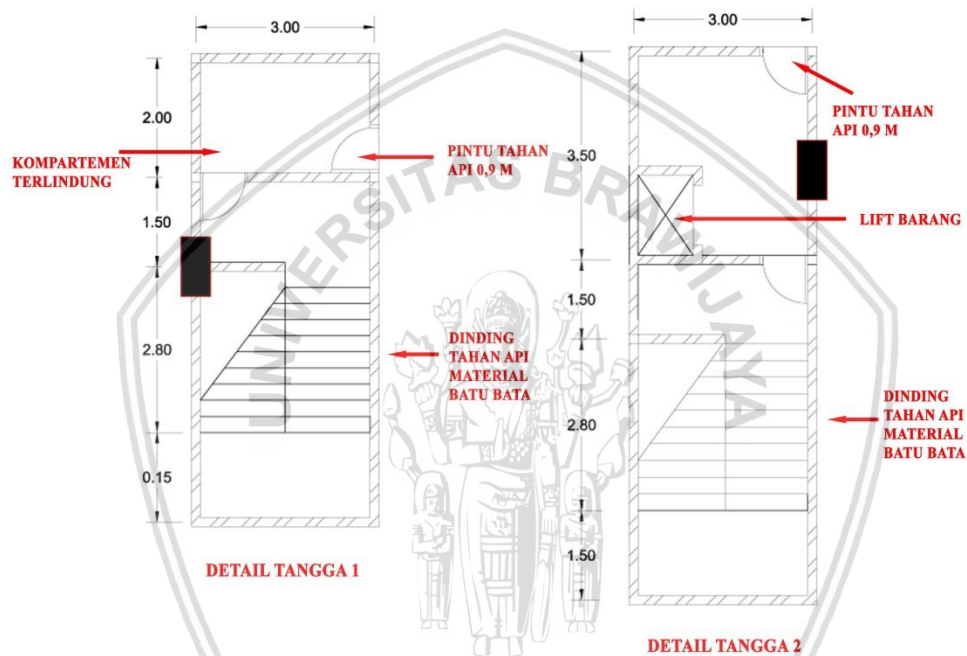 3.00
2.00
KOMPARTEMEN
TERLINDUNG
PINTU TAHAN
API 0,9 M
1.50
2.80
DINDING
TAHAN API
MATERIAL
BATU BATA
0.15
DETAIL TANGGA 1
3.00
PINTU TAHAN
API 0,9 M
3.50
LIFT BARANG
1.50
2.80
DINDING
TAHAN API
MATERIAL
BATU BATA
1.50
DETAIL TANGGA 2
UNIVERSITAS BRAWIJAYA